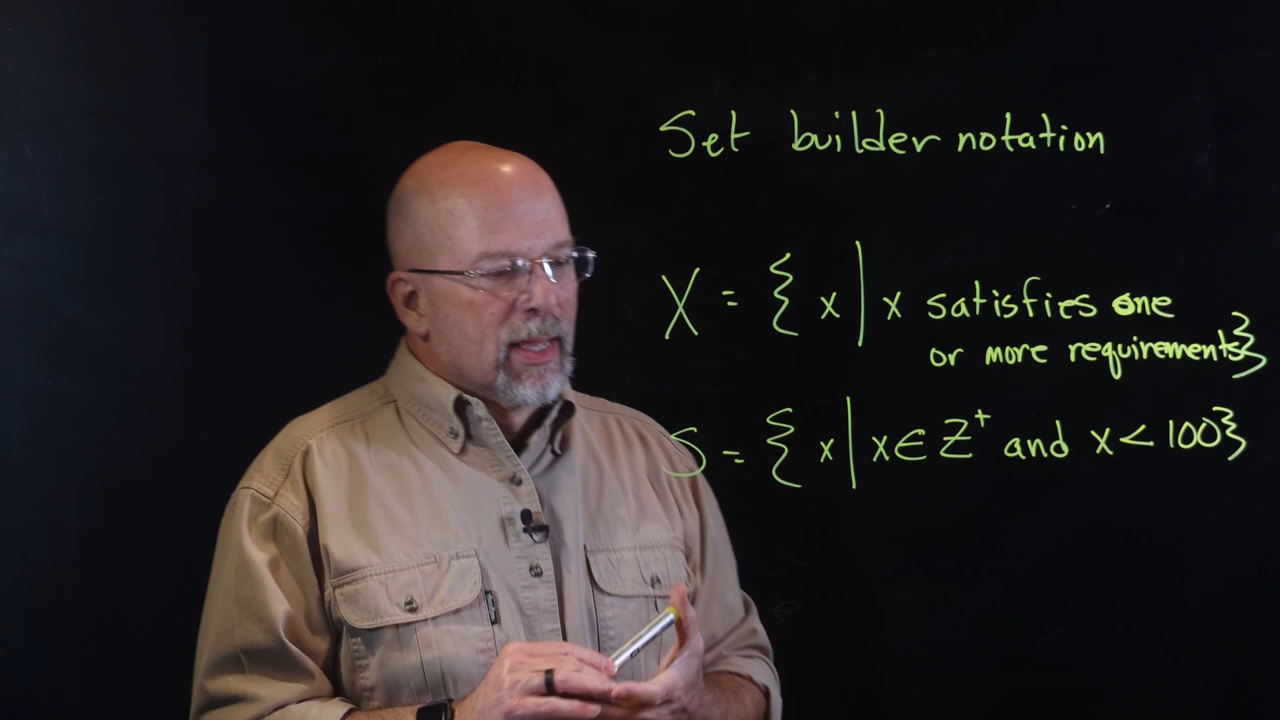 Set builder notation
X = { x | x satisfies one
or more requirements}
S = { x | x ∈ Z⁺ and x < 100}